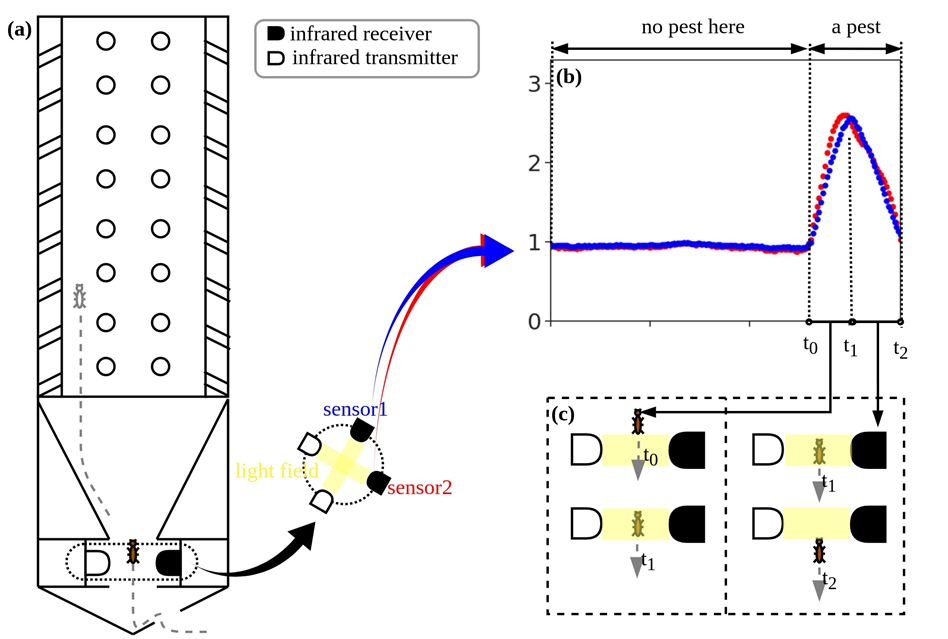 (a)
infrared receiver
infrared transmitter
no pest here
a pest
(b)
3
2
1
0
t0
t1
t2
sensor1
light field
sensor2
(c)
t0
t1
t1
t2